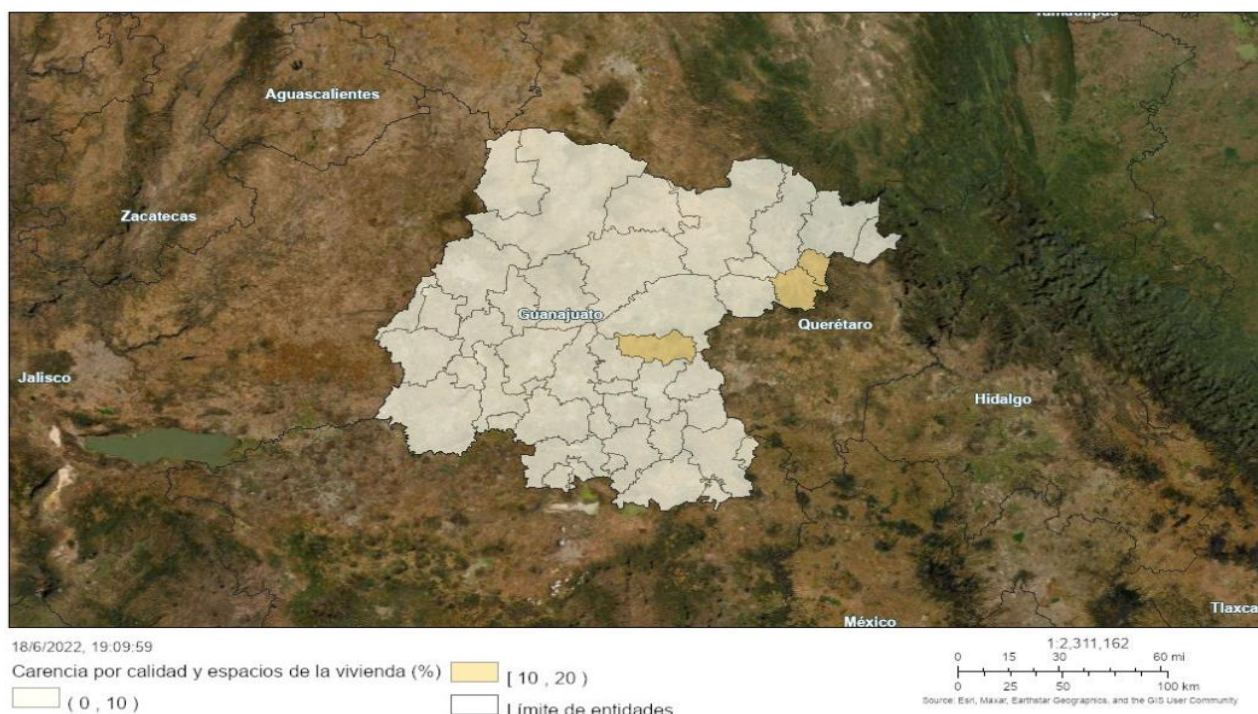 Tamaulipas
Aguascalientes
Zacatecas
Guanajuato
Querétaro
Jalisco
Hidalgo
México
Tlaxca
18/6/2022, 19:09:59
Carencia por calidad y espacios de la vivienda (%)
( 0 , 10 )
[ 10 , 20 )
Límite de entidades
1:2,311,162
0 15 30 60 mi
0 25 50 100 km
Source: Esri, Maxar, Earthstar Geographics, and the GIS User Community